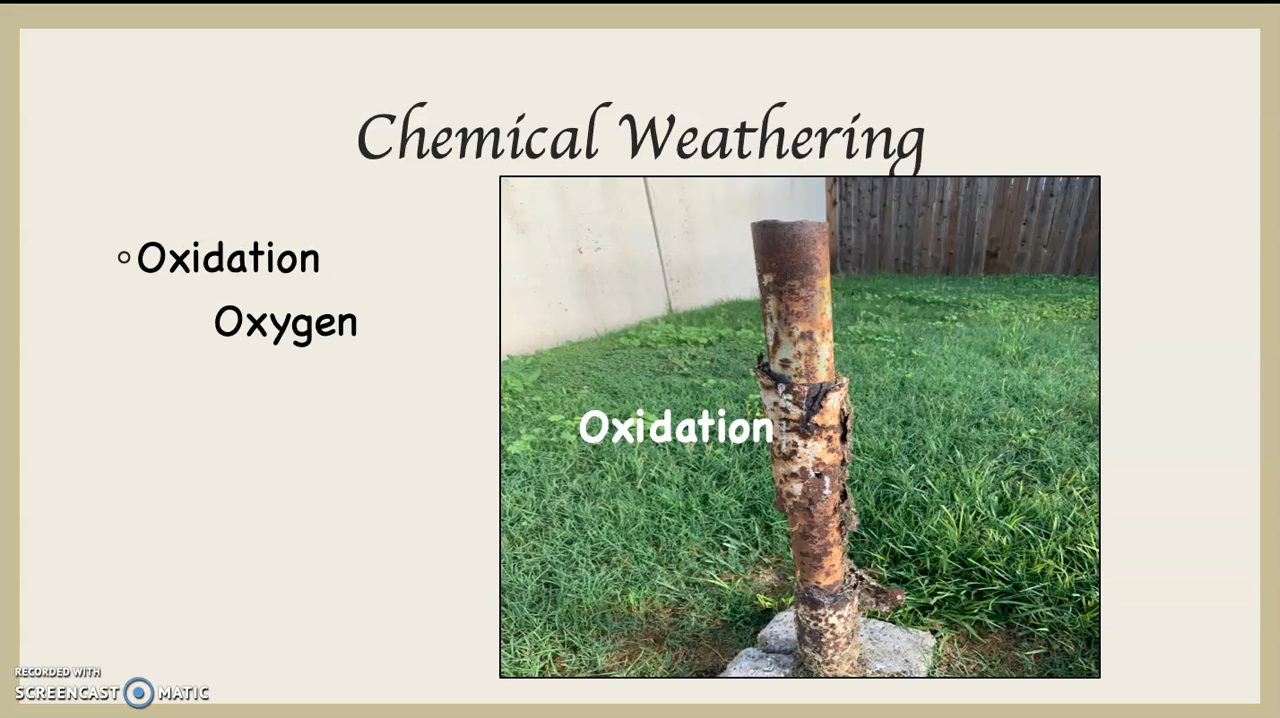 Chemical Weathering
Oxidation
Oxygen
Oxidation
RECORDED WITH
SCREENCAST MATIC